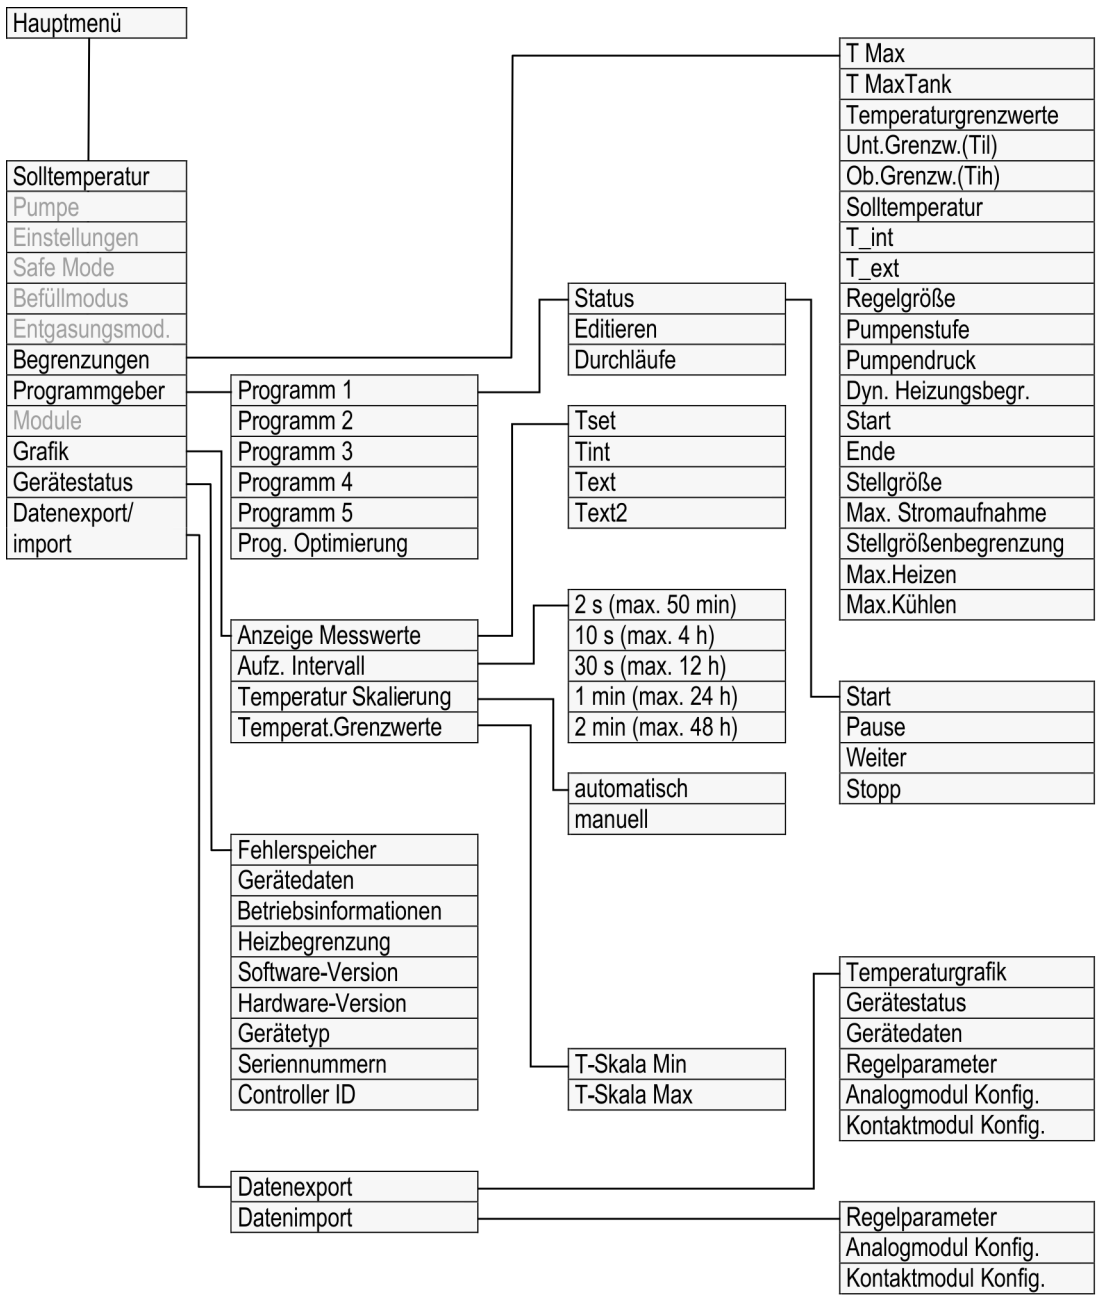 Hauptmenü
Solltemperatur
Pumpe
Einstellungen
Safe Mode
Befüllmodus
Entgasungsmod.
Begrenzungen
Programmgeber
Module
Grafik
Gerätestatus
Datenexport/
import
Programm 1
Programm 2
Programm 3
Programm 4
Programm 5
Prog. Optimierung
Anzeige Messwerte
Aufz. Intervall
Temperatur Skalierung
Temperat.Grenzwerte
Fehlerspeicher
Gerätedaten
Betriebsinformationen
Heizbegrenzung
Software-Version
Hardware-Version
Gerätetyp
Seriennummern
Controller ID
Datenexport
Datenimport
Status
Editieren
Durchläufe
Tset
Tint
Text
Text2
2 s (max. 50 min)
10 s (max. 4 h)
30 s (max. 12 h)
1 min (max. 24 h)
2 min (max. 48 h)
automatisch
manuell
T-Skala Min
T-Skala Max
T Max
T MaxTank
Temperaturgrenzwerte
Unt.Grenzw.(Til)
Ob.Grenzw.(Tih)
Solltemperatur
T_int
T_ext
Regelgröße
Pumpenstufe
Pumpendruck
Dyn. Heizungsbegr.
Start
Ende
Stellgröße
Max. Stromaufnahme
Stellgrößenbegrenzung
Max.Heizen
Max.Kühlen
Start
Pause
Weiter
Stopp
Temperaturgrafik
Gerätestatus
Gerätedaten
Regelparameter
Analogmodul Konfig.
Kontaktmodul Konfig.
Regelparameter
Analogmodul Konfig.
Kontaktmodul Konfig.